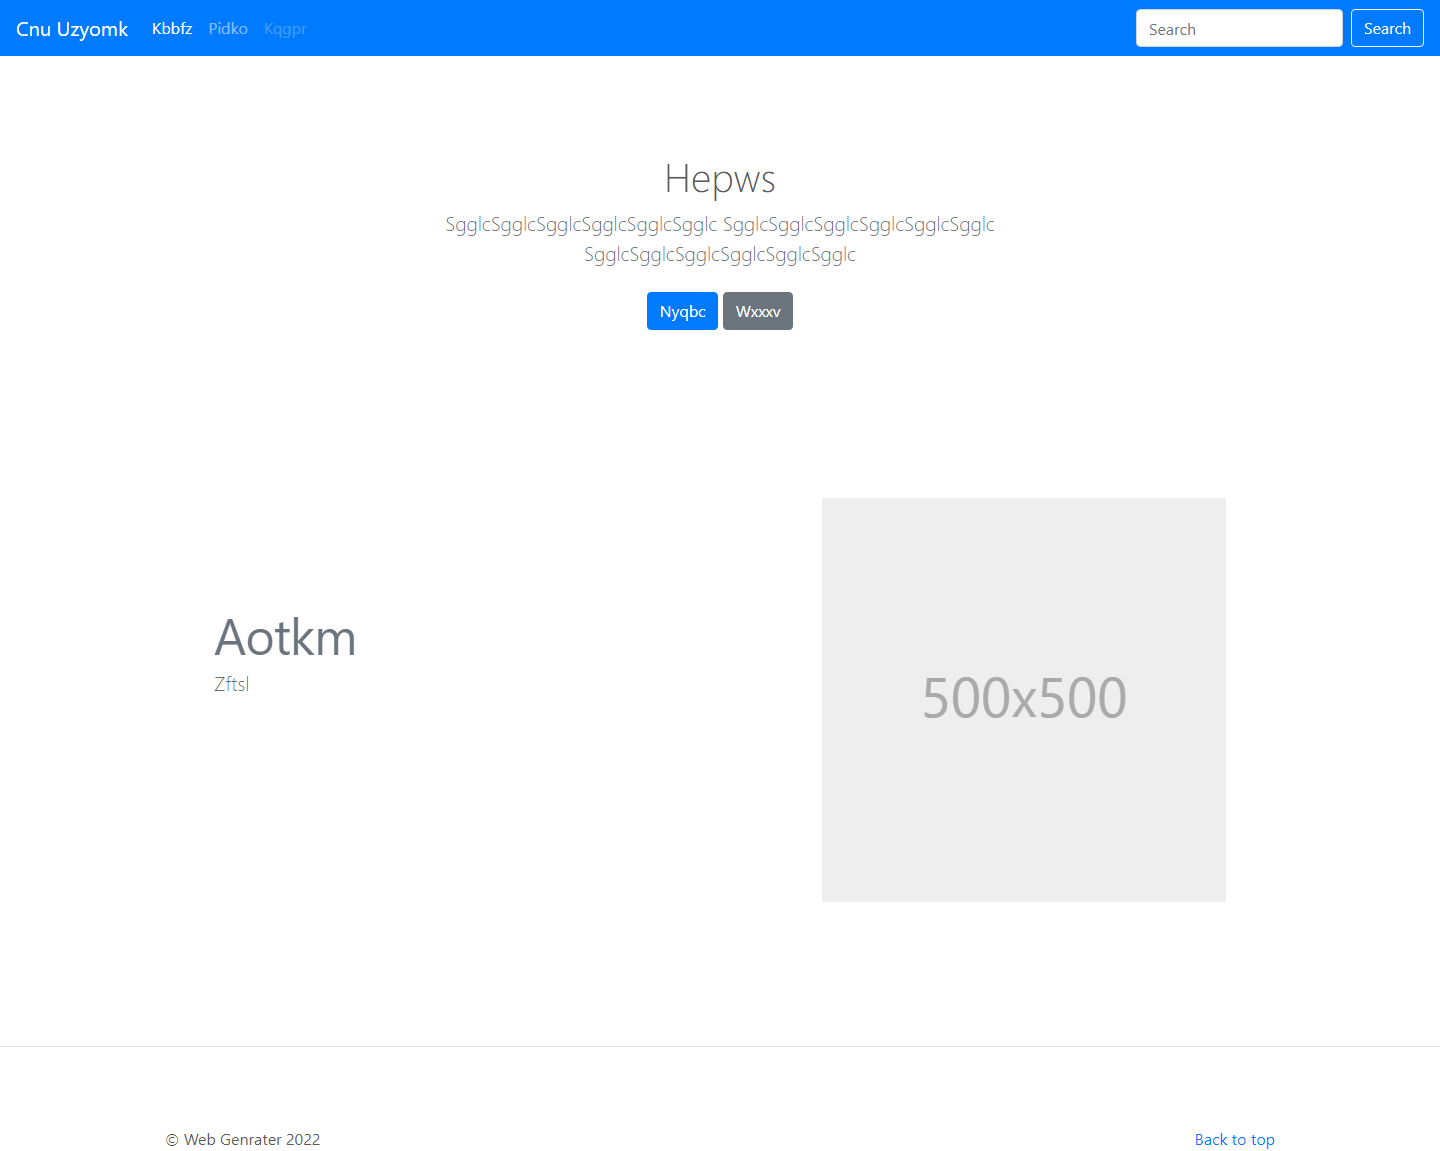 Cnu Uzyomk Kbbfz Pidko Kqgpr Search Search
Hepws
SgglcSgglcSgglcSgglcSgglcSgglc SgglcSgglcSgglcSgglcSgglcSgglc
SgglcSgglcSgglcSgglcSgglcSgglc
Nyqbc Wxxxv
Aotkm
Zftsl
500x500
© Web Genrater 2022 Back to top